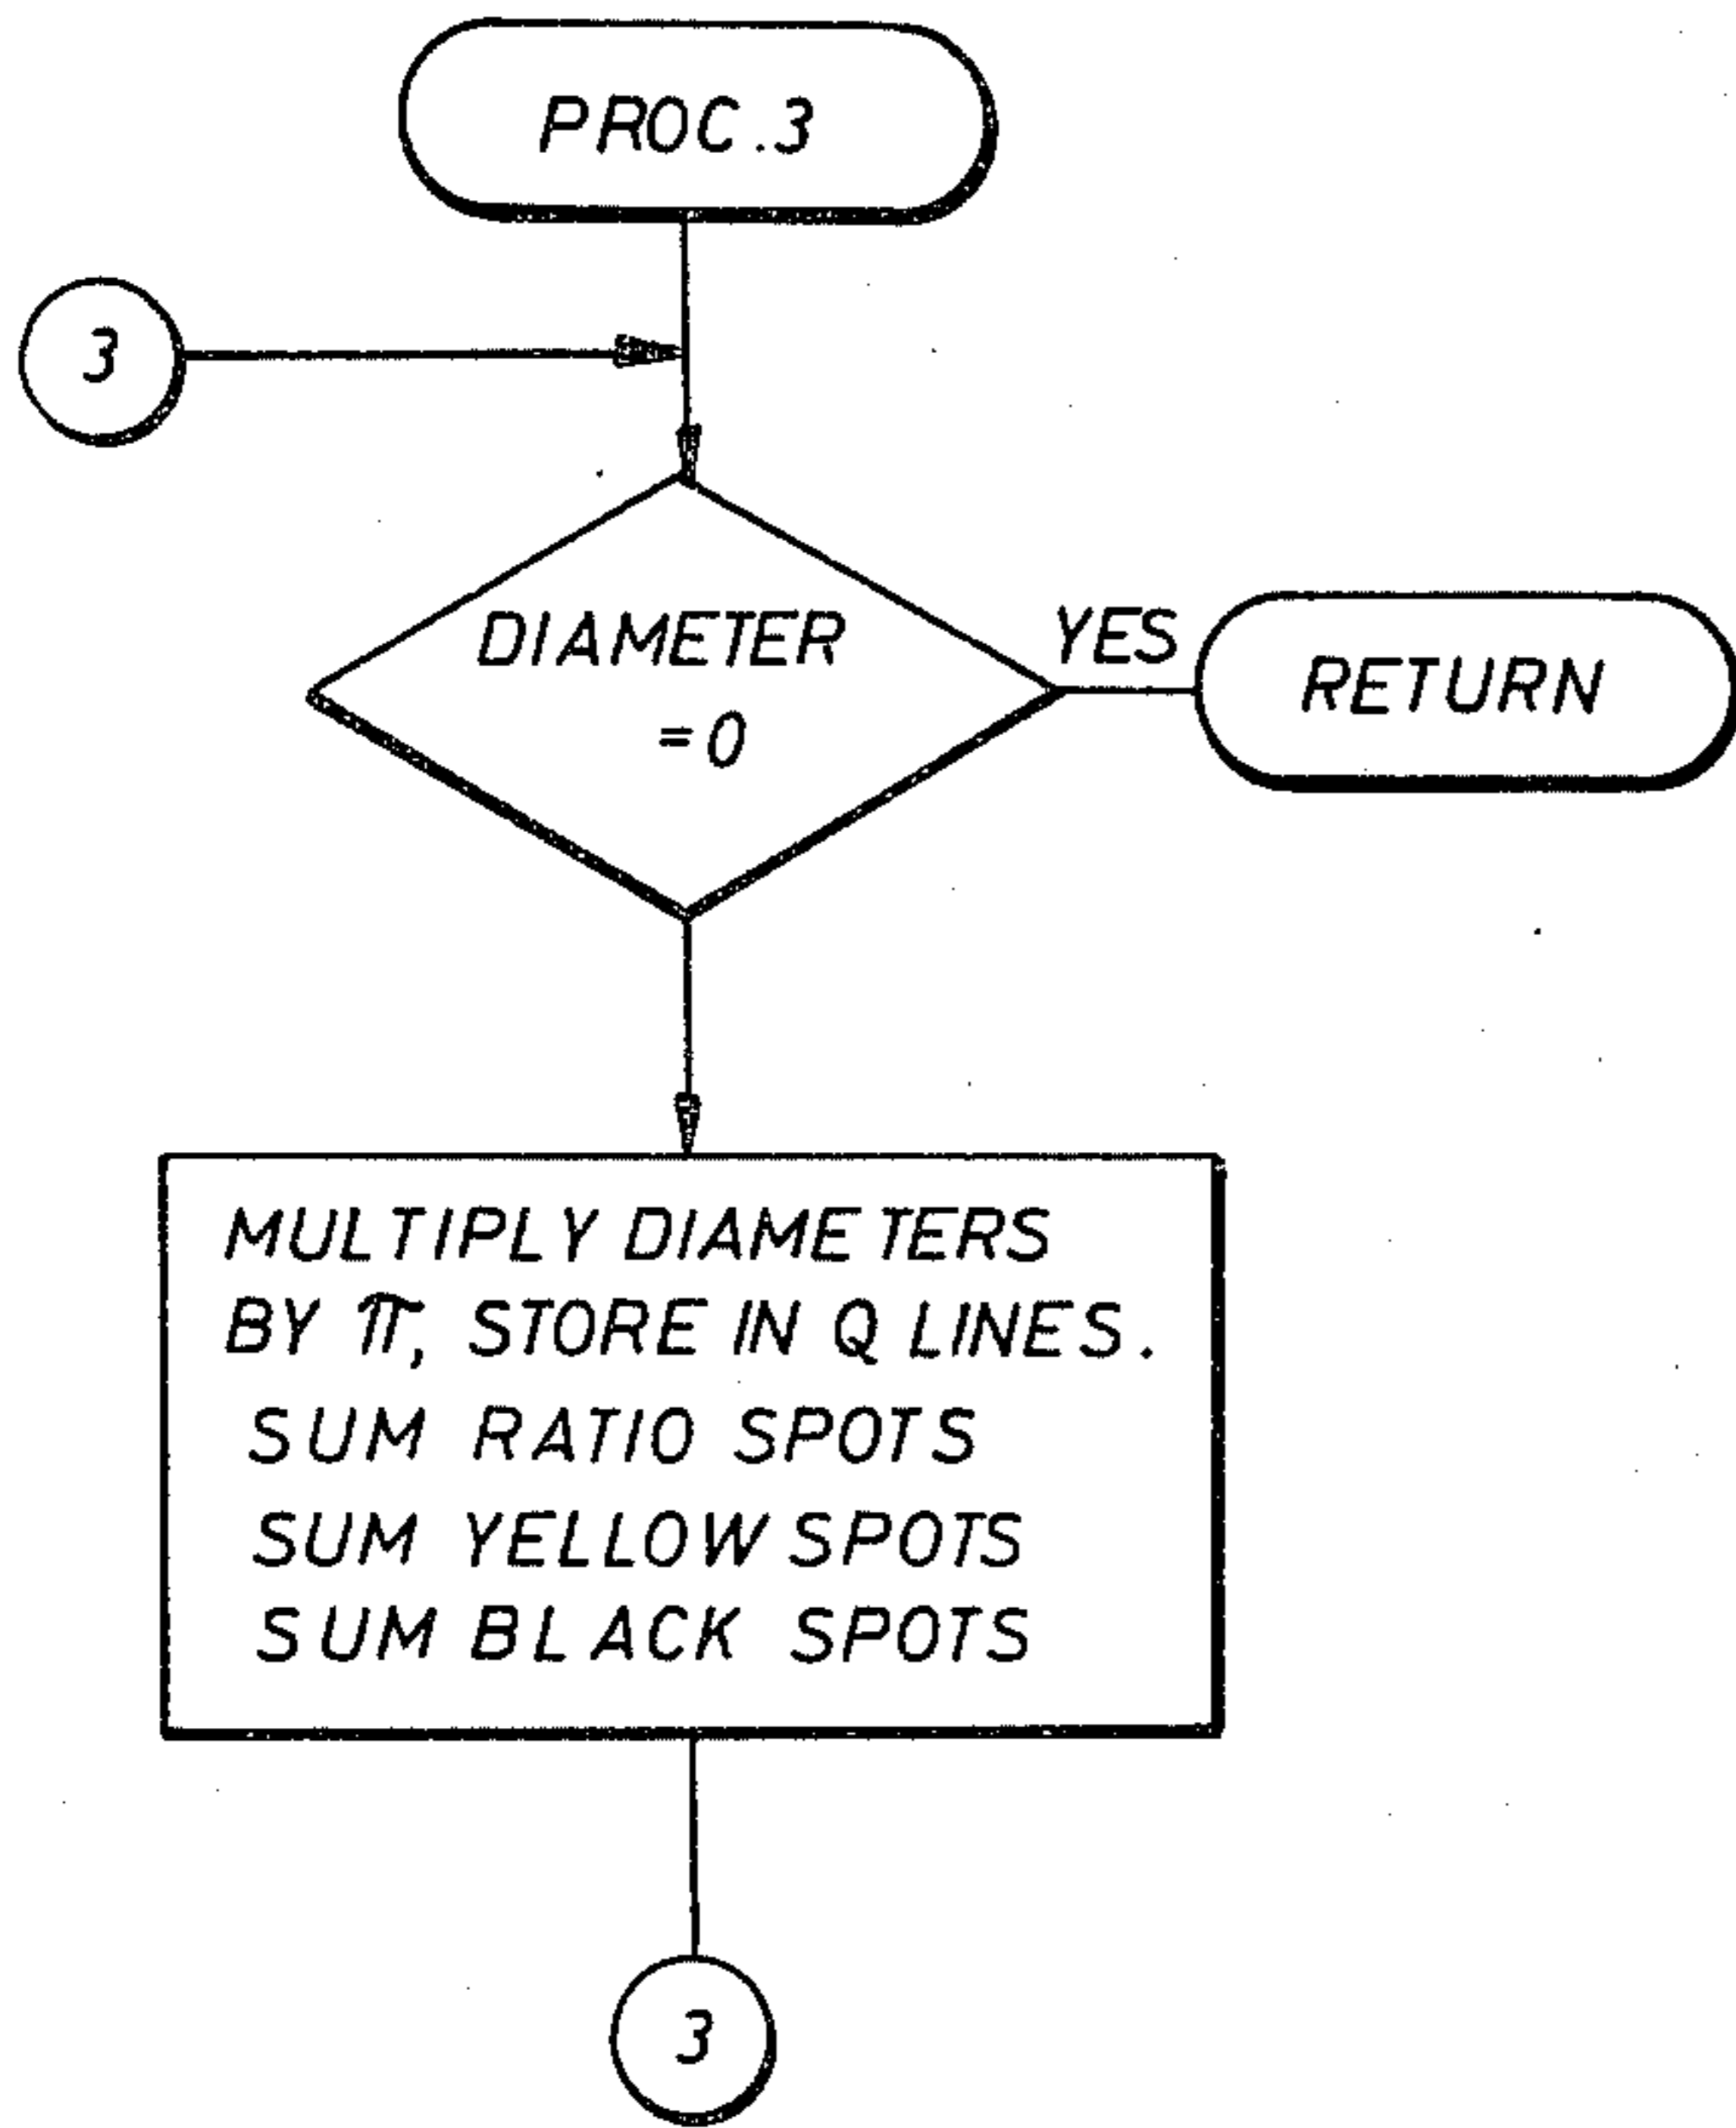 PROC.3
3
DIAMETER
=0
YES
RETURN
MULTIPLY DIAMETERS
BY π, STORE IN Q LINES.
SUM RATIO SPOTS
SUM YELLOW SPOTS
SUM BLACK SPOTS
3